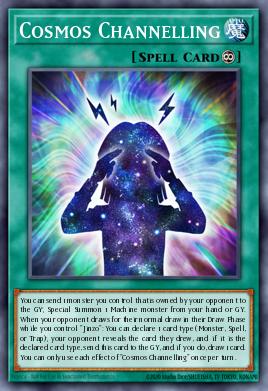 Cosmos Channelling
魔
[Spell Card
You can send 1 monster you control that is owned by your opponent to
the GY, Special Summon 1 Machine monster from your hand or GY.
When your opponent draws for their normal draw in their Draw Phase
while you control "Jinzo": You can declare 1 card type (Monster, Spell,
or Trap), your opponent reveals the card they drew, and if it is the
declared card type, send this card to the GY, and if you do, draw 1 card.
You can only use each effect of "Cosmos Channelling" once per turn.